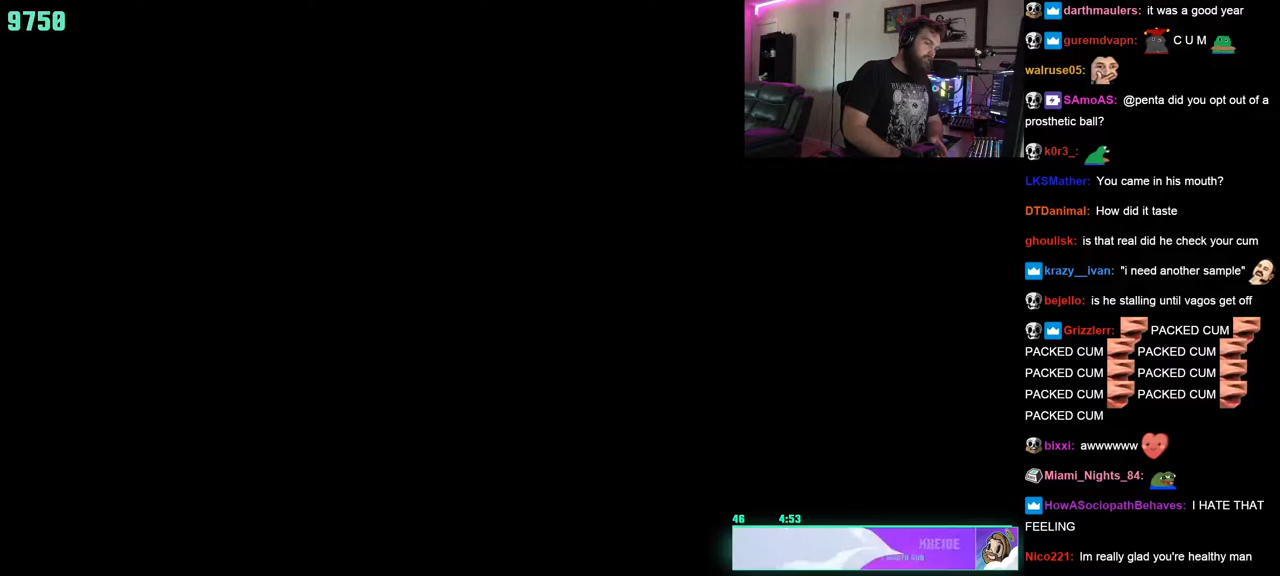 9750
darthmaulers: it was a good year
guremdvapn: C U M
walruse05:
SAmoAS: @penta did you opt out of a
prosthetic ball?
k0r3_:
LKSMather: You came in his mouth?
DTDanimal: How did it taste
ghoulisk: is that real did he check your cum
krazy__ivan: "i need another sample"
bejello: is he stalling until vagos get off
Grizzlerr: PACKED CUM
PACKED CUM PACKED CUM
PACKED CUM PACKED CUM
PACKED CUM PACKED CUM
PACKED CUM
bixxi: awwwwww
Miami_Nights_84:
HowASociopathBehaves: I HATE THAT
FEELING
Nico221: Im really glad you're healthy man
46 4:53